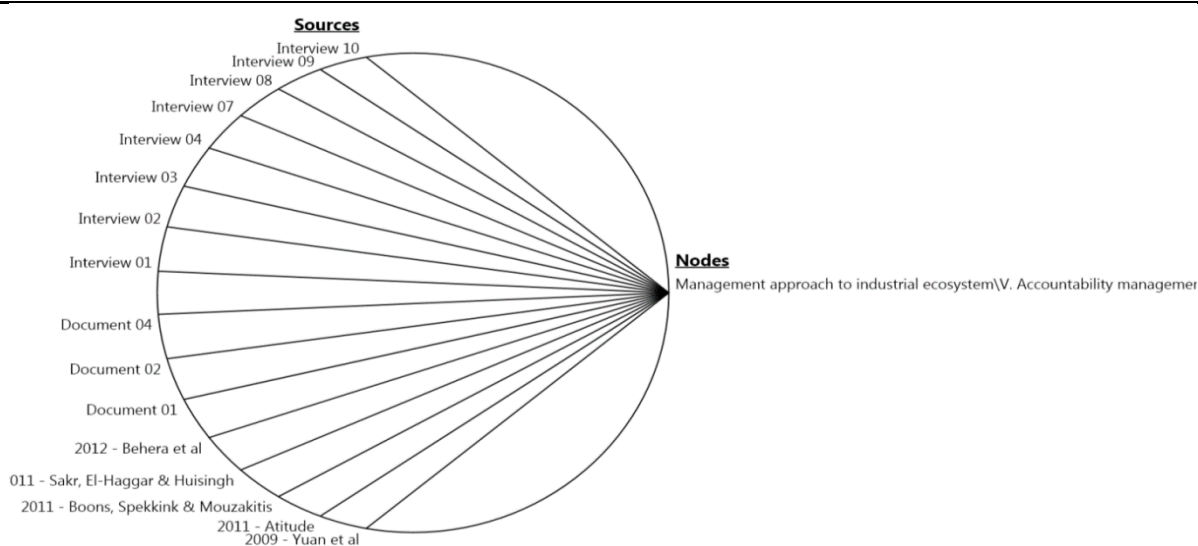 Sources
Interview 10
Interview 09
Interview 08
Interview 07
Interview 04
Interview 03
Interview 02
Interview 01
Document 04
Document 02
Document 01
2012 - Behera et al
011 - Sakr, El-Haggar & Huisingh
2011 - Boons, Spekkink & Mouzakitis
2011 - Atitude
2009 - Yuan et al
Nodes
Management approach to industrial ecosystem\V. Accountability managemer